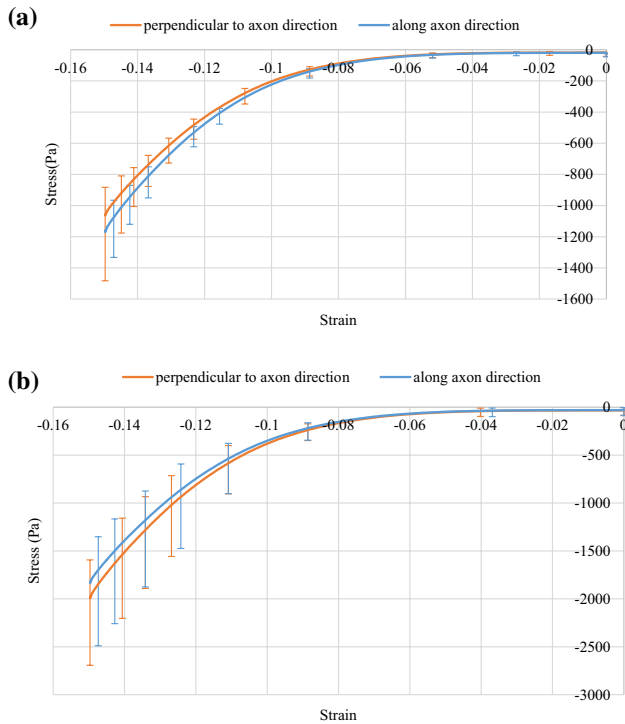 (a)
perpendicular to axon direction along axon direction
-0.16 -0.14 -0.12 -0.1 -0.08 -0.06 -0.04 -0.02 0
0
-200
-400
-600
-800
-1000
-1200
-1400
-1600
Stress(Pa)
Strain
(b)
perpendicular to axon direction along axon direction
-0.16 -0.14 -0.12 -0.1 -0.08 -0.06 -0.04 -0.02 0
0
-500
-1000
-1500
-2000
-2500
-3000
Stress (Pa)
Strain